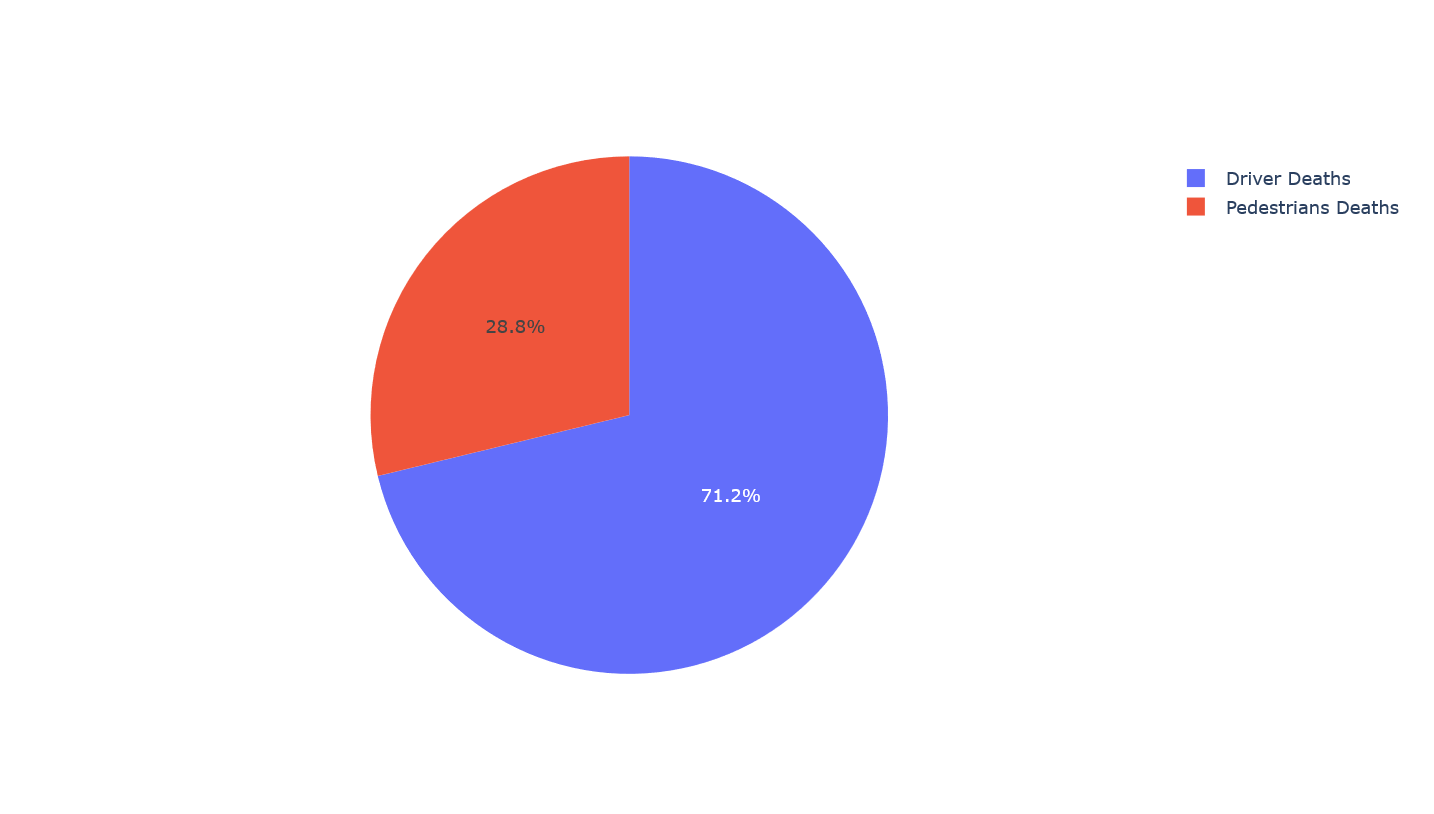 Driver Deaths
Pedestrians Deaths
28.8%
71.2%